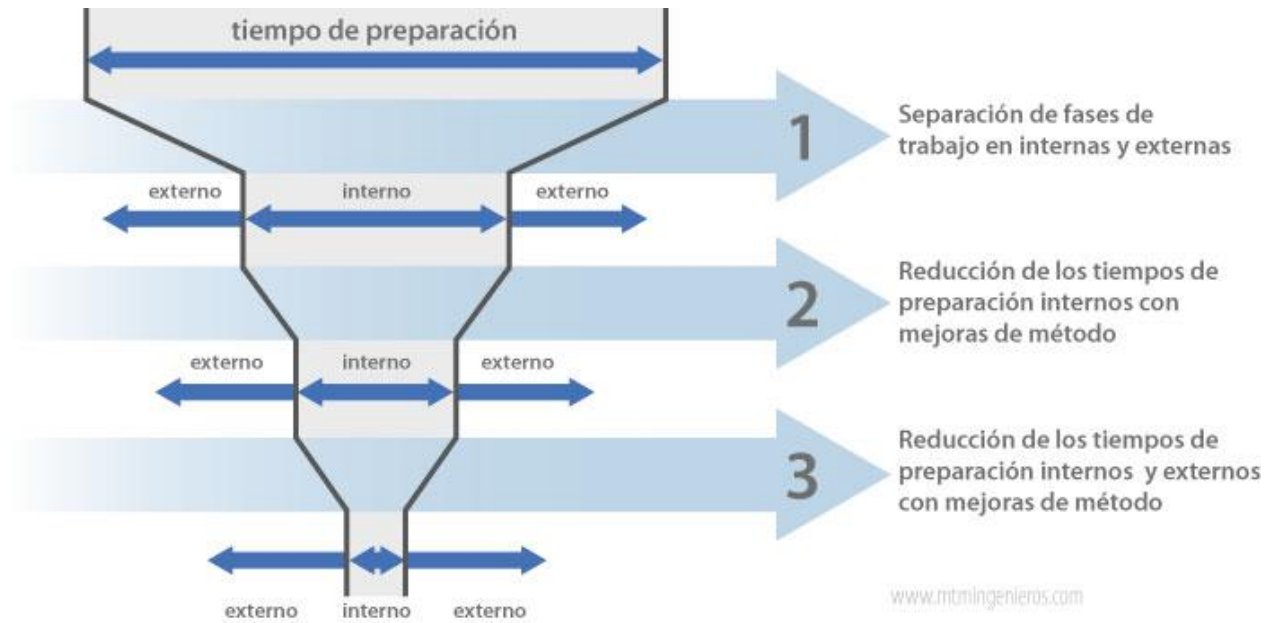 tiempo de preparación
1
Separación de fases de
trabajo en internas y externas
externo interno externo
2
Reducción de los tiempos de
preparación internos con
mejoras de método
externo interno externo
3
Reducción de los tiempos de
preparación internos y externos
con mejoras de método
externo interno externo
www.mtmingenieros.com